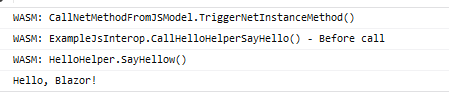 WASM: CallNetMethodFromJSModel.TriggerNetInstanceMethod()
WASM: ExampleJsInterop.CallHelloHelperSayHello() - Before call
WASM: HelloHelper.SayHellow()
Hello, Blazor!